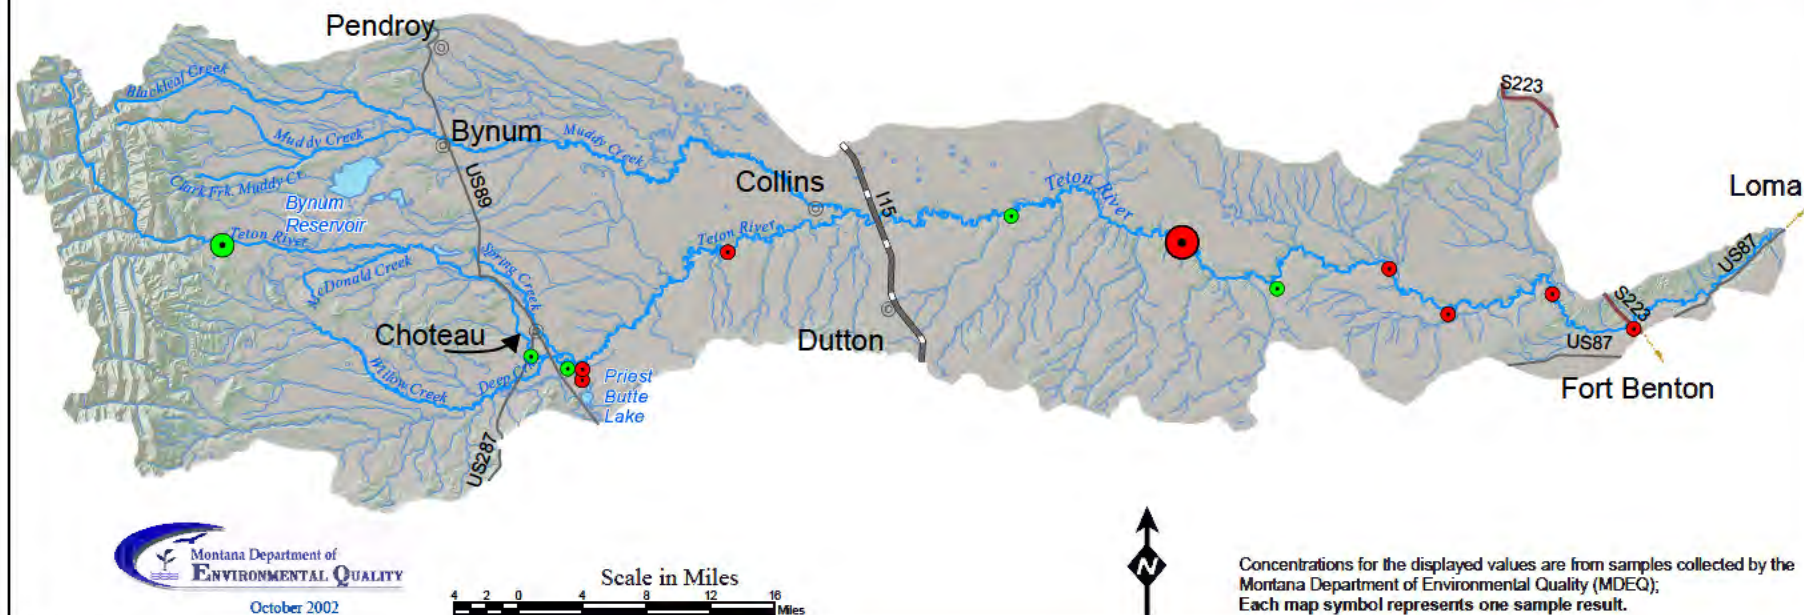 Pendroy
S223
Blackleaf Creek
Muddy Creek
Bynum
Muddy Creek
Clark Frk. Muddy Cr.
US89
Collins
I15
Teton River
Loma
Bynum
Reservoir
Teton River
Teton River
Spring Creek
McDonald Creek
US87
S223
Choteau
Dutton
US87
Willow Creek
Deep Cre
Priest
Butte
Lake
Fort Benton
US287
Montana Department of
ENVIRONMENTAL QUALITY
October 2002
Scale in Miles
4 2 0 4 8 12 16
Miles
N
Concentrations for the displayed values are from samples collected by the
Montana Department of Environmental Quality (MDEQ);
Each map symbol represents one sample result.